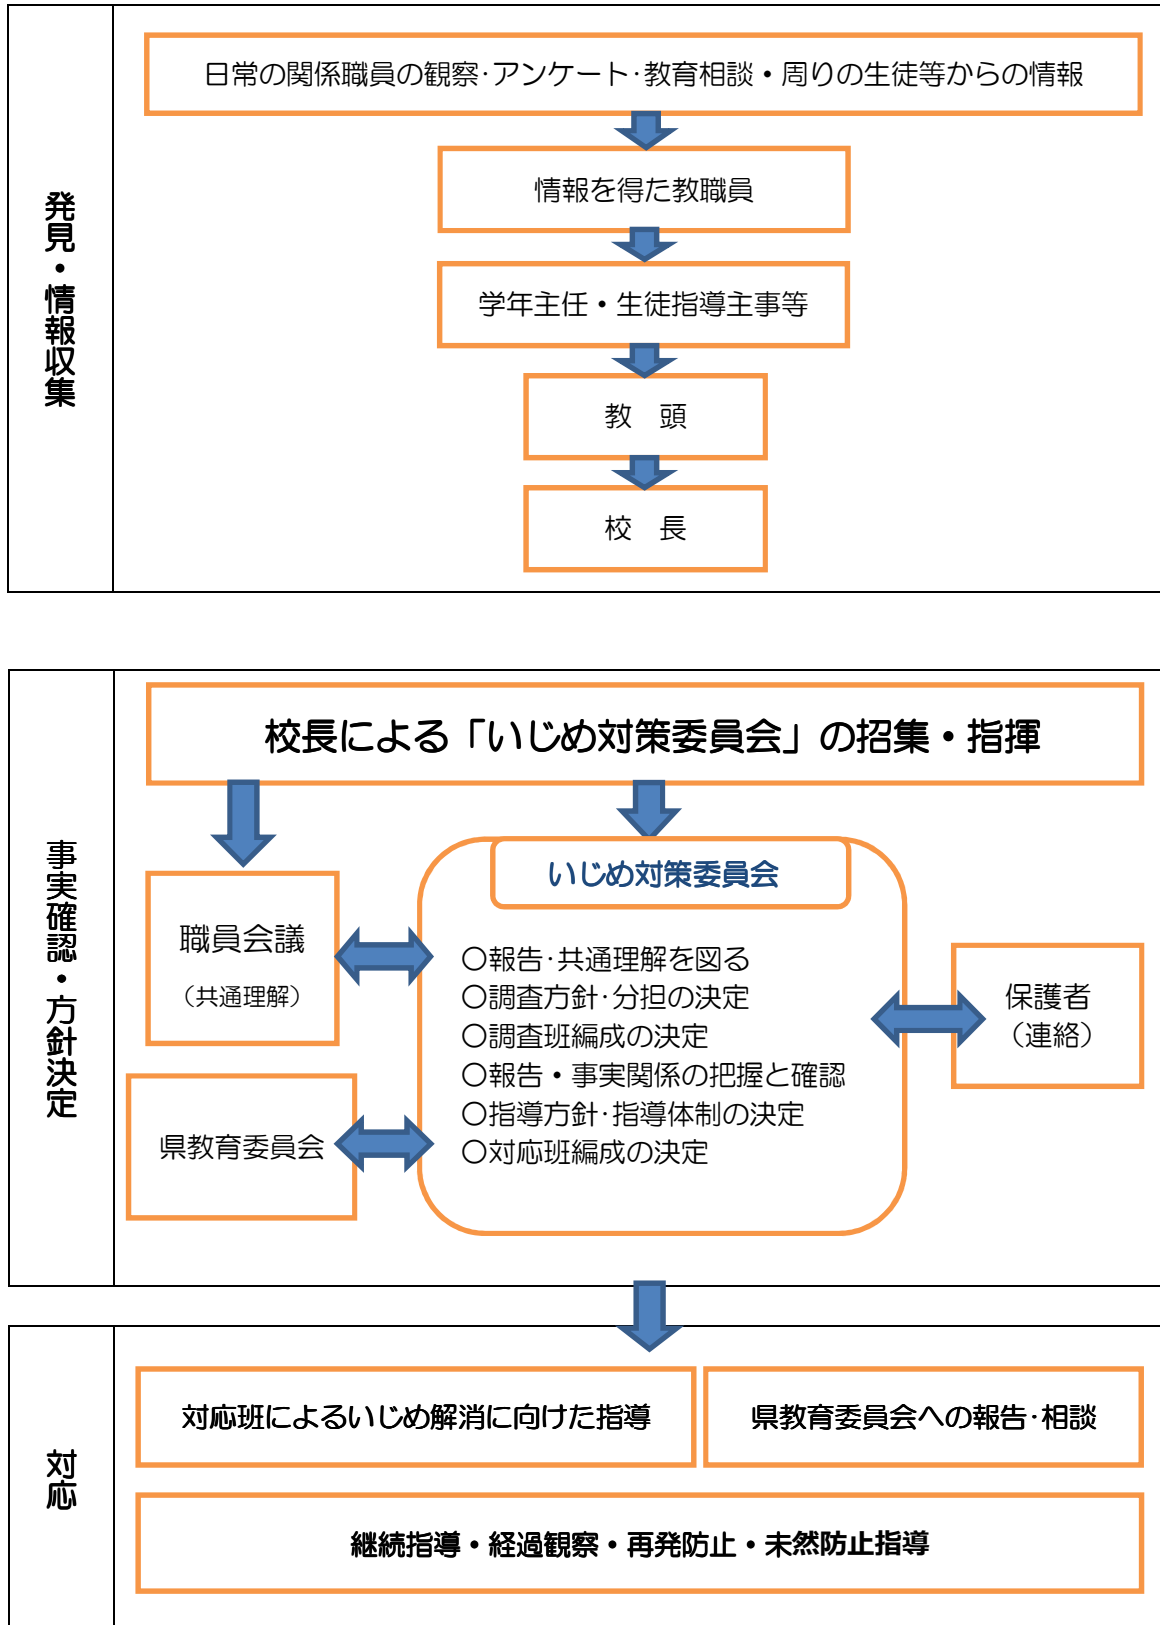 発見・情報収集
日常の関係職員の観察・アンケート・教育相談・周りの生徒等からの情報
情報を得た教職員
学年主任・生徒指導主事等
教　頭
校　長
事実確認・方針決定
校長による「いじめ対策委員会」の招集・指揮
いじめ対策委員会
職員会議
（共通理解）
県教育委員会
〇報告・共通理解を図る
〇調査方針・分担の決定
〇調査班編成の決定
〇報告・事実関係の把握と確認
〇指導方針・指導体制の決定
〇対応班編成の決定
保護者
（連絡）
対応
対応班によるいじめ解消に向けた指導
県教育委員会への報告・相談
継続指導・経過観察・再発防止・未然防止指導